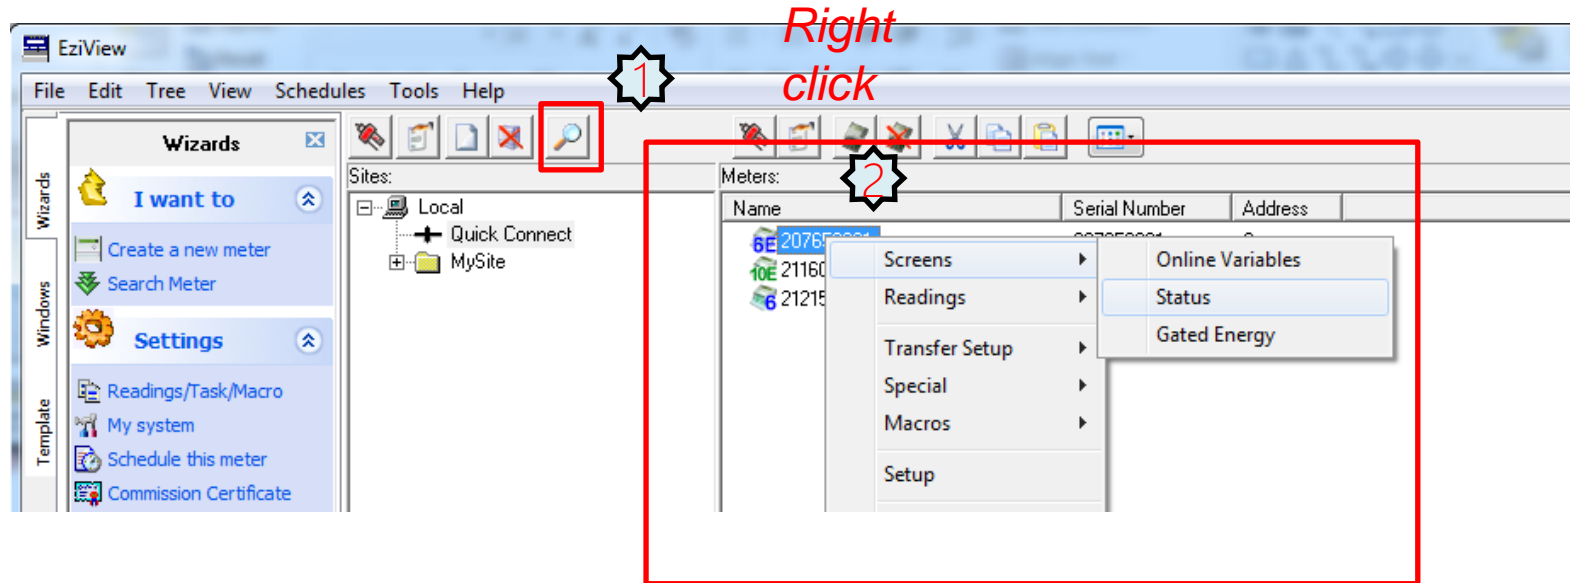 Right
click
EziView
1
File Edit Tree View Schedules Tools Help
Wizards
Sites:
Meters:
2
Wizards
I want to
Local
Name Serial Number Address
Quick Connect
Create a new meter
MySite
Search Meter
Screens
Online Variables
Windows
Readings
Status
Settings
Gated Energy
Transfer Setup
Readings/Task/Macro
Special
My system
Macros
Template
Schedule this meter
Setup
Commission Certificate
6E
10E 21160
6 21215